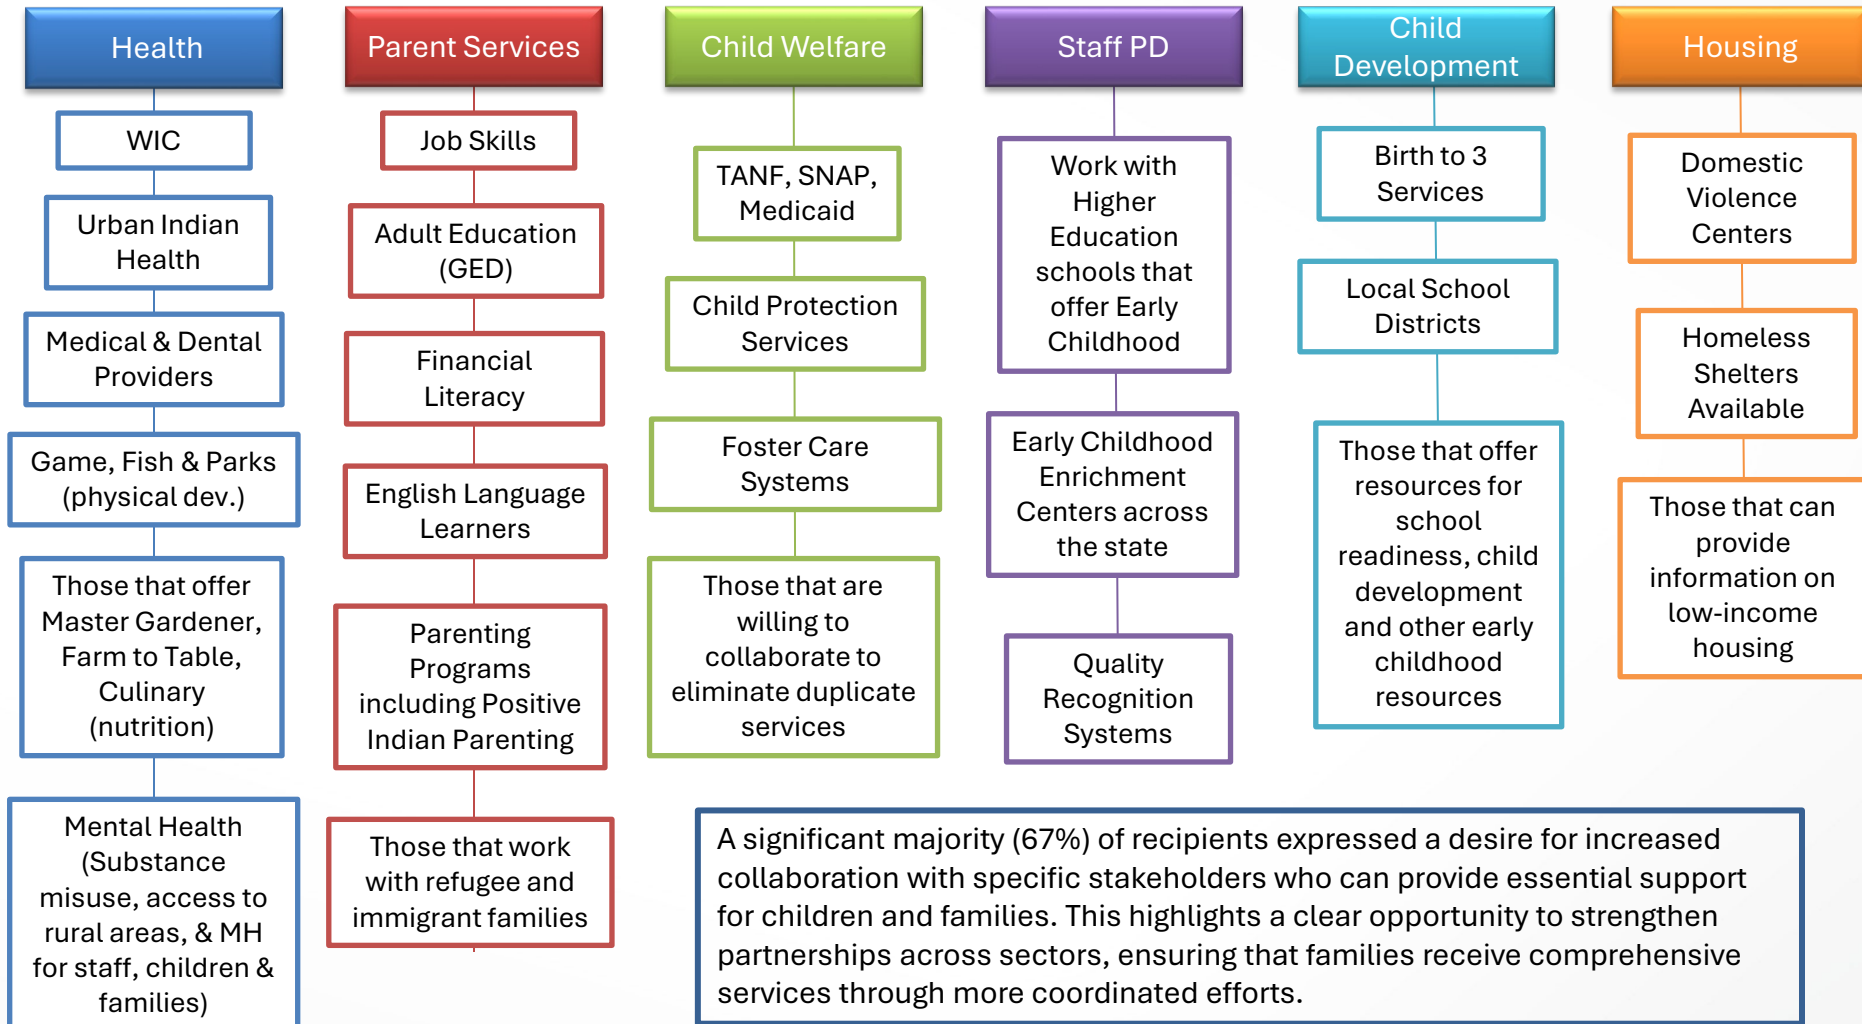 Health
WIC
Urban Indian
Health
Medical & Dental
Providers
Game, Fish & Parks
(physical dev.)
Those that offer
Master Gardener,
Farm to Table,
Culinary
(nutrition)
Mental Health
(Substance
misuse, access to
rural areas, & MH
for staff, children &
families)
Parent Services
Job Skills
Adult Education
(GED)
Financial
Literacy
English Language
Learners
Parenting
Programs
including Positive
Indian Parenting
Those that work
with refugee and
immigrant families
Child Welfare
TANF, SNAP,
Medicaid
Child Protection
Services
Foster Care
Systems
Those that are
willing to
collaborate to
eliminate duplicate
services
Staff PD
Work with
Higher
Education
schools that
offer Early
Childhood
Early Childhood
Enrichment
Centers across
the state
Quality
Recognition
Systems
Child
Development
Birth to 3
Services
Local School
Districts
Those that offer
resources for
school
readiness, child
development
and other early
childhood
resources
Housing
Domestic
Violence
Centers
Homeless
Shelters
Available
Those that can
provide
information on
low-income
housing
A significant majority (67%) of recipients expressed a desire for increased
collaboration with specific stakeholders who can provide essential support
for children and families. This highlights a clear opportunity to strengthen
partnerships across sectors, ensuring that families receive comprehensive
services through more coordinated efforts.